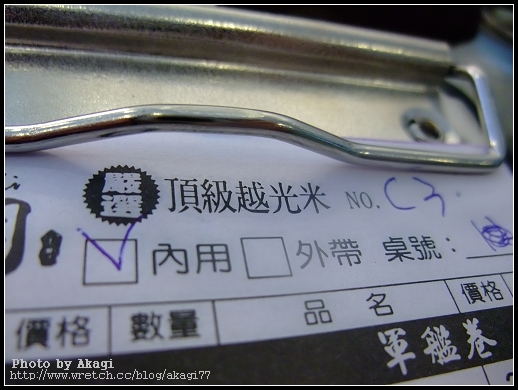 嚴選 頂級越光米 NO. C3
內用 外帶 桌號：
價格 數量 品名 價格
軍艦卷
Photo by Akagi
http://www.wretch.cc/blog/akagi77